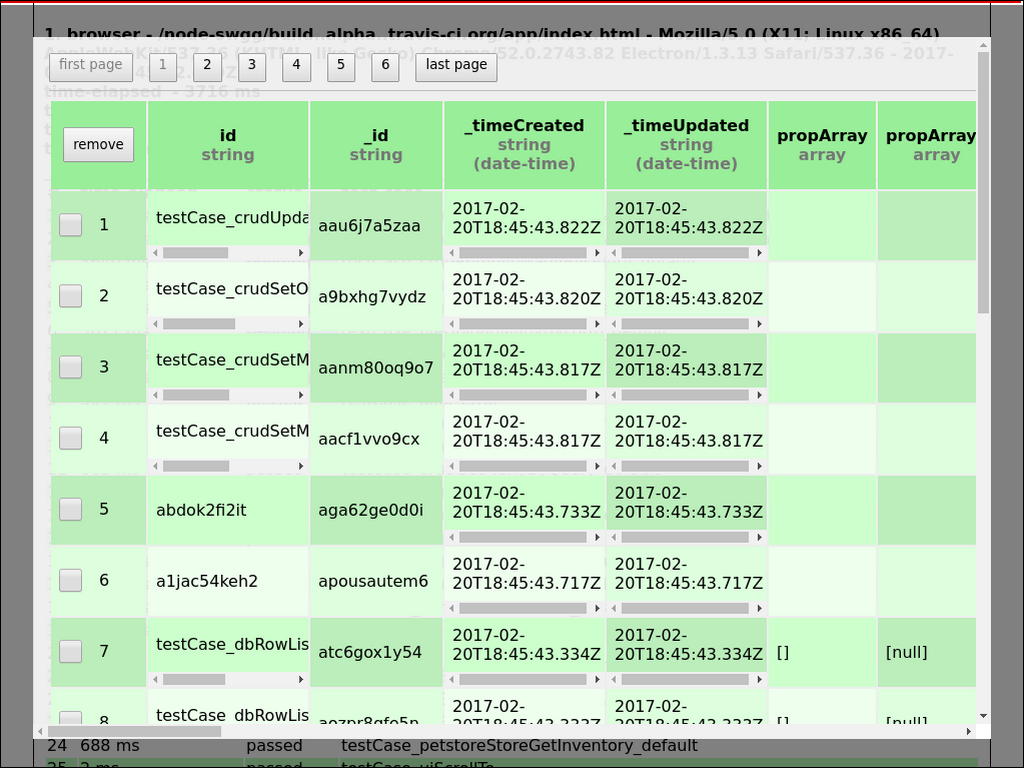 1. browser - /node-swgg/build..alpha..travis-ci.org/app/index.html - Mozilla/5.0 (X11; Linux x86_64)
AppleWebKit/537.36 (KHTML, like Gecko) Chrome/52.0.2743.82 Electron/1.3.13 Safari/537.36 - 2017-
first page 1 2 3 4 5 6 last page
time-elapsed - 3716 ms
remove id _id _timeCreated _timeUpdated propArray propArray
string string string string array array
(date-time) (date-time)
1 testCase_crudUpda aau6j7a5zaa 2017-02- 2017-02-
20T18:45:43.822Z 20T18:45:43.822Z
2 testCase_crudSetO a9bxhg7vydz 2017-02- 2017-02-
20T18:45:43.820Z 20T18:45:43.820Z
3 testCase_crudSetM aanm80oq9o7 2017-02- 2017-02-
20T18:45:43.817Z 20T18:45:43.817Z
4 testCase_crudSetM aacf1vvo9cx 2017-02- 2017-02-
20T18:45:43.817Z 20T18:45:43.817Z
5 abdok2fi2it aga62ge0d0i 2017-02- 2017-02-
20T18:45:43.733Z 20T18:45:43.733Z
6 a1jac54keh2 apousautem6 2017-02- 2017-02-
20T18:45:43.717Z 20T18:45:43.717Z
7 testCase_dbRowLis atc6gox1y54 2017-02- 2017-02- [] [null]
20T18:45:43.334Z 20T18:45:43.334Z
8 testCase_dbRowLis 2017-02- 2017-02- [] [null]
24 688 ms passed testCase_petstoreStoreGetInventory_default
25 2 ms passed testCase_uiScrollTo